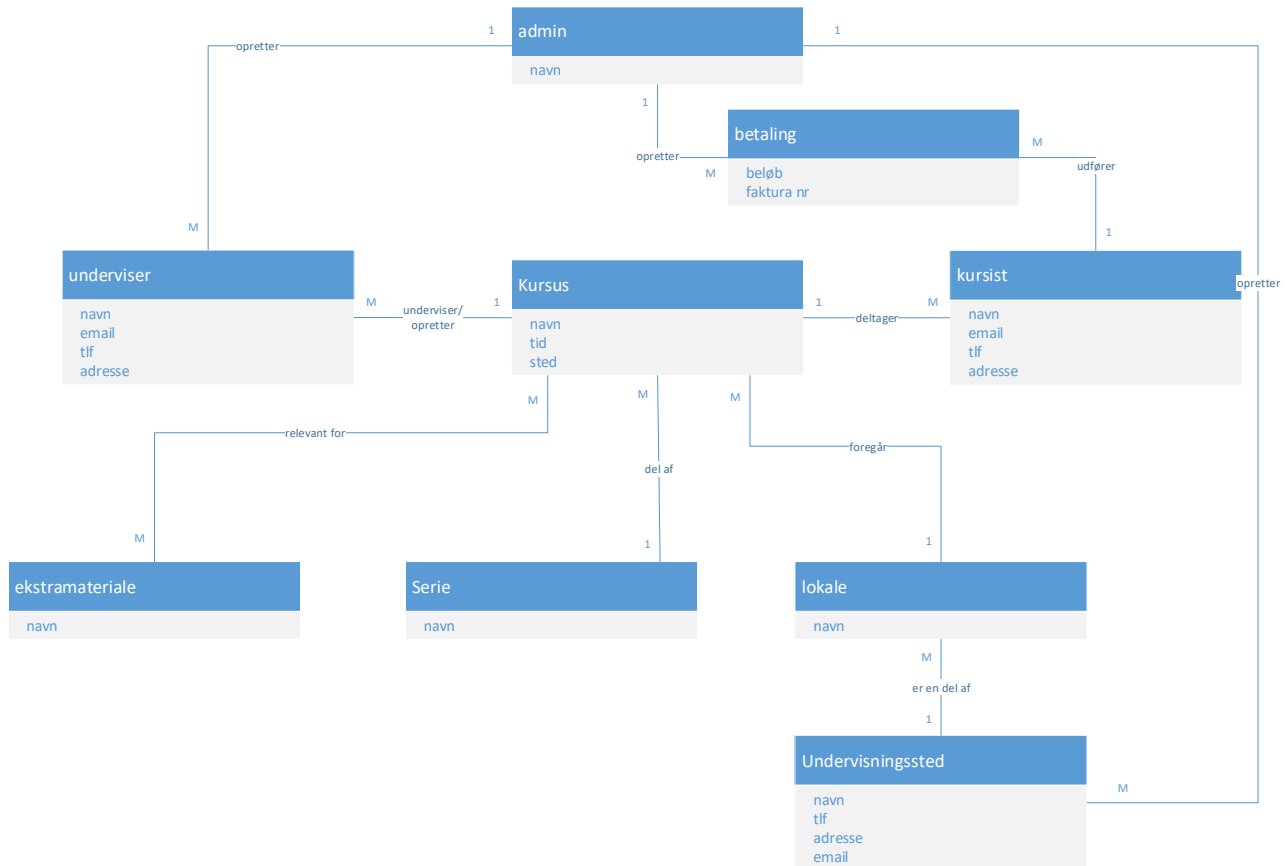 admin
navn
1
1
opretter
1
opretter
M
betaling
beløb
faktura nr
M
udfører
1
M
underviser
navn
email
tlf
adresse
M
underviser/
opretter
1
Kursus
navn
tid
sted
1
deltager
M
kursist
navn
email
tlf
adresse
opretter
M
relevant for
M
M
del af
1
M
foregår
1
ekstramateriale
navn
Serie
navn
lokale
navn
M
er en del af
1
Undervisningssted
navn
tlf
adresse
email
M